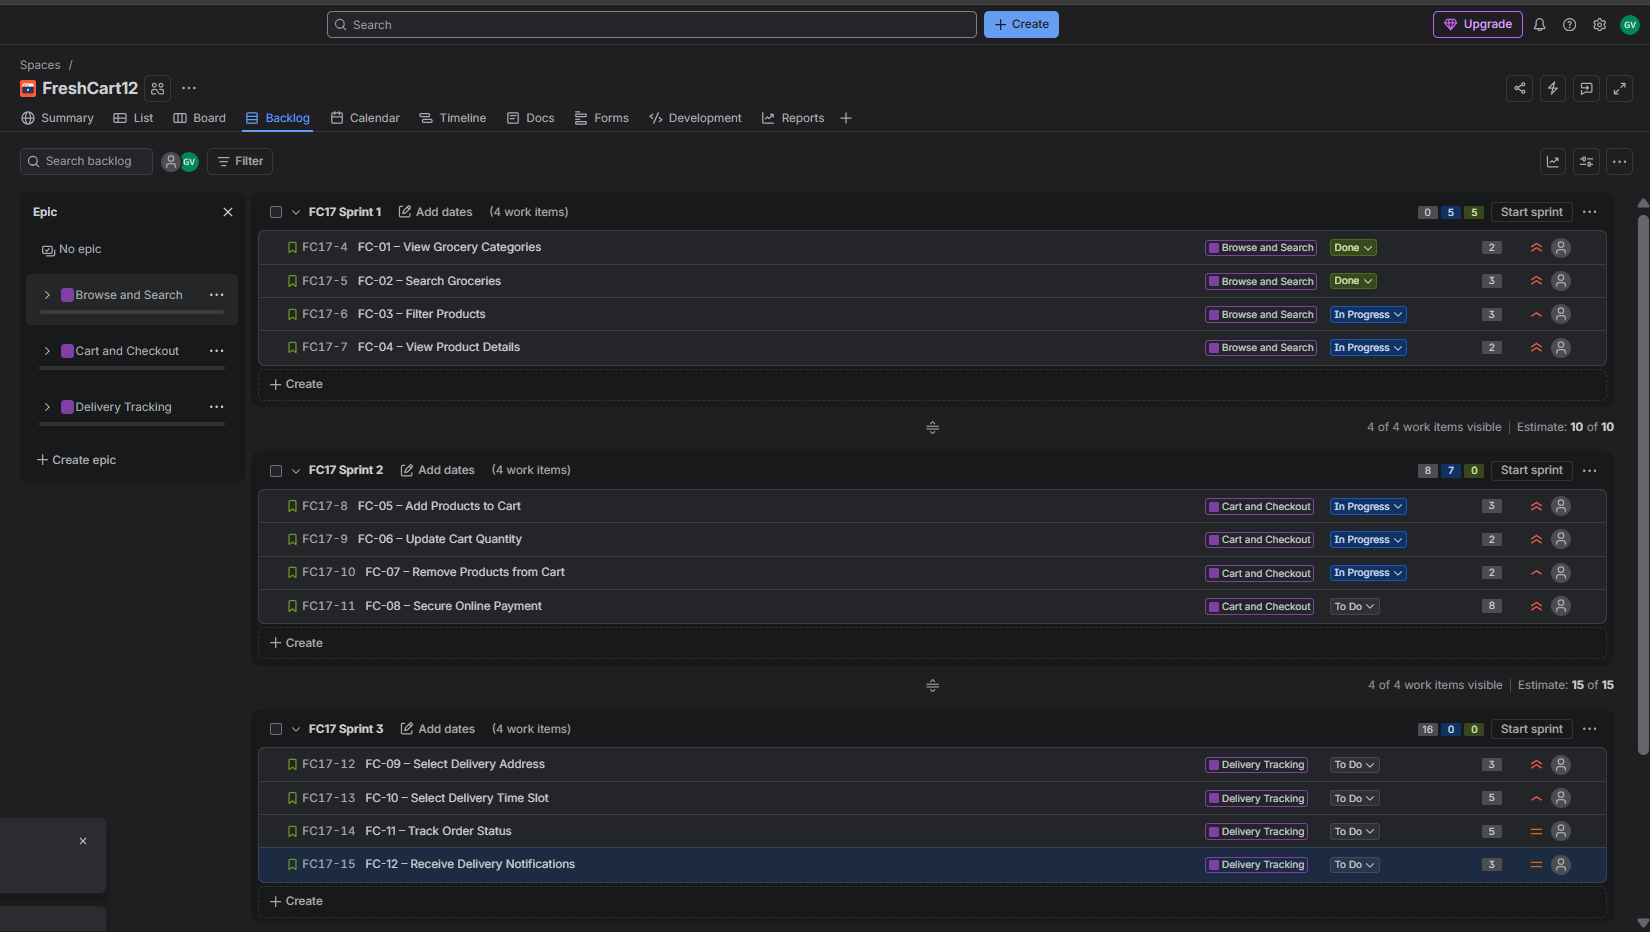 Search
+ Create
Upgrade
GV
Spaces /
FreshCart12
Summary List Board Backlog Calendar Timeline Docs Forms Development Reports
Search backlog GV Filter
Epic
No epic
Browse and Search
Cart and Checkout
Delivery Tracking
+ Create epic
FC17 Sprint 1 Add dates (4 work items) 0 5 5 Start sprint
FC17-4 FC-01 – View Grocery Categories Browse and Search Done 2
FC17-5 FC-02 – Search Groceries Browse and Search Done 3
FC17-6 FC-03 – Filter Products Browse and Search In Progress 3
FC17-7 FC-04 – View Product Details Browse and Search In Progress 2
+ Create
4 of 4 work items visible | Estimate: 10 of 10
FC17 Sprint 2 Add dates (4 work items) 8 7 0 Start sprint
FC17-8 FC-05 – Add Products to Cart Cart and Checkout In Progress 3
FC17-9 FC-06 – Update Cart Quantity Cart and Checkout In Progress 2
FC17-10 FC-07 – Remove Products from Cart Cart and Checkout In Progress 2
FC17-11 FC-08 – Secure Online Payment Cart and Checkout To Do 8
+ Create
4 of 4 work items visible | Estimate: 15 of 15
FC17 Sprint 3 Add dates (4 work items) 16 0 0 Start sprint
FC17-12 FC-09 – Select Delivery Address Delivery Tracking To Do 3
FC17-13 FC-10 – Select Delivery Time Slot Delivery Tracking To Do 5
FC17-14 FC-11 – Track Order Status Delivery Tracking To Do 5
FC17-15 FC-12 – Receive Delivery Notifications Delivery Tracking To Do 3
+ Create